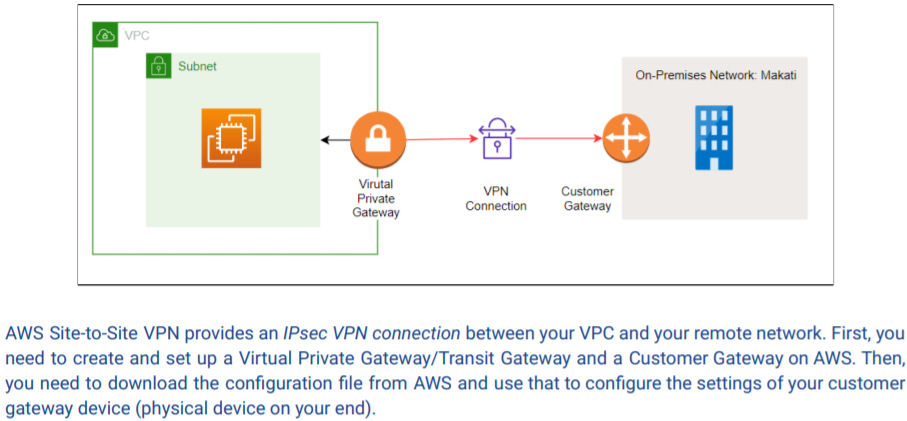 VPC
Subnet
On-Premises Network: Makati
Virutal
Private
Gateway
VPN
Connection
Customer
Gateway
AWS Site-to-Site VPN provides an IPsec VPN connection between your VPC and your remote network. First, you
need to create and set up a Virtual Private Gateway/Transit Gateway and a Customer Gateway on AWS. Then,
you need to download the configuration file from AWS and use that to configure the settings of your customer
gateway device (physical device on your end).